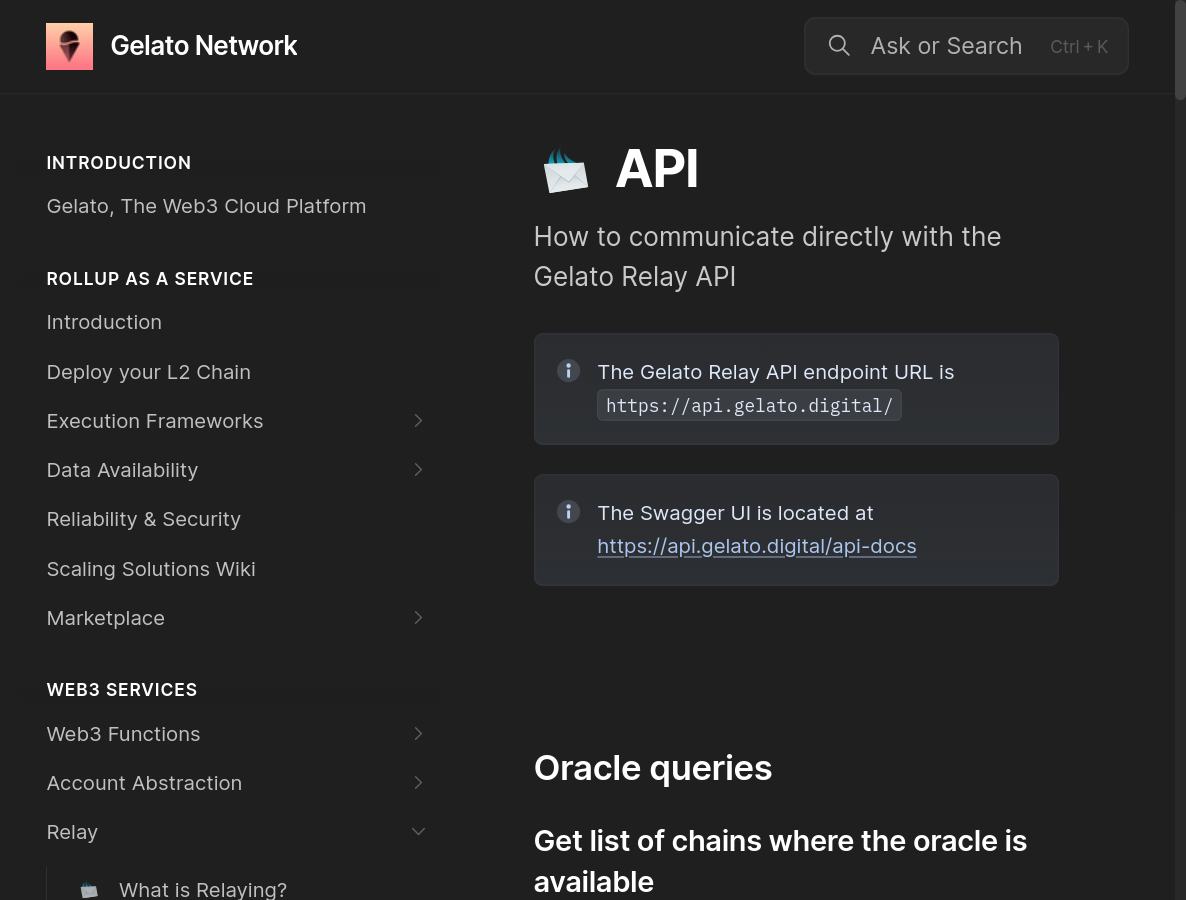 Gelato Network
Ask or Search Ctrl + K
INTRODUCTION
Gelato, The Web3 Cloud Platform
ROLLUP AS A SERVICE
Introduction
Deploy your L2 Chain
Execution Frameworks
Data Availability
Reliability & Security
Scaling Solutions Wiki
Marketplace
WEB3 SERVICES
Web3 Functions
Account Abstraction
Relay
What is Relaying?
API
How to communicate directly with the
Gelato Relay API
The Gelato Relay API endpoint URL is
https://api.gelato.digital/
The Swagger UI is located at
https://api.gelato.digital/api-docs
Oracle queries
Get list of chains where the oracle is
available